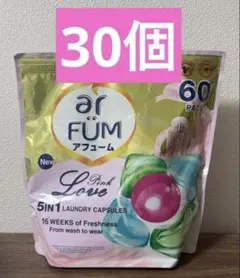 30個
ar
FÜM
アフューム
60
PACK
New
Pink
Love
5IN1 LAUNDRY CAPSULES
16 WEEKS of Freshness
From wash to wear